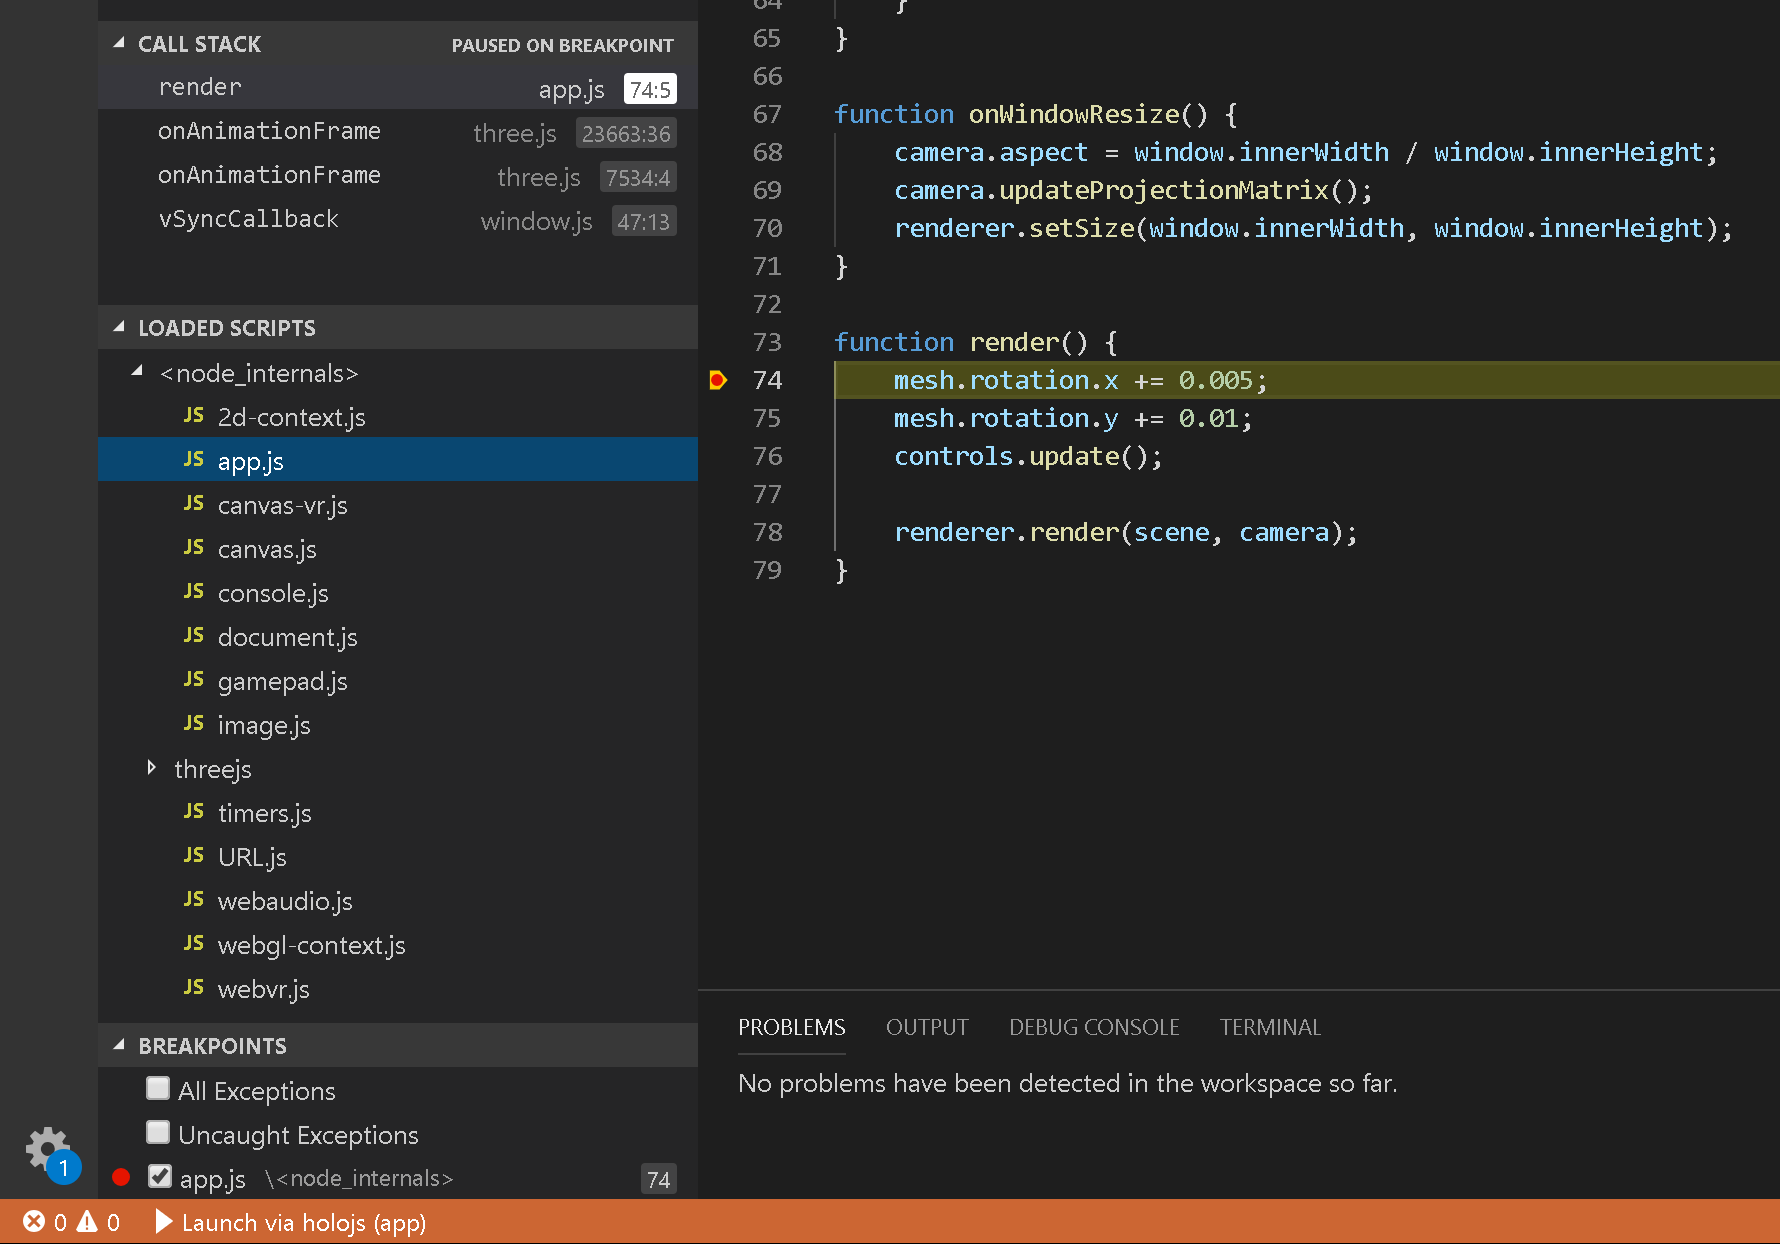 CALL STACK PAUSED ON BREAKPOINT
render app.js 74:5
onAnimationFrame three.js 23663:36
onAnimationFrame three.js 7534:4
vSyncCallback window.js 47:13
LOADED SCRIPTS
<node_internals>
JS 2d-context.js
JS app.js
JS canvas-vr.js
JS canvas.js
JS console.js
JS document.js
JS gamepad.js
JS image.js
threejs
JS timers.js
JS URL.js
JS webaudio.js
JS webgl-context.js
JS webvr.js
BREAKPOINTS
All Exceptions
Uncaught Exceptions
app.js \<node_internals> 74
1
64 }
65 }
66
67 function onWindowResize() {
68 camera.aspect = window.innerWidth / window.innerHeight;
69 camera.updateProjectionMatrix();
70 renderer.setSize(window.innerWidth, window.innerHeight);
71 }
72
73 function render() {
74 mesh.rotation.x += 0.005;
75 mesh.rotation.y += 0.01;
76 controls.update();
77
78 renderer.render(scene, camera);
79 }
PROBLEMS OUTPUT DEBUG CONSOLE TERMINAL
No problems have been detected in the workspace so far.
0 0 Launch via holojs (app)